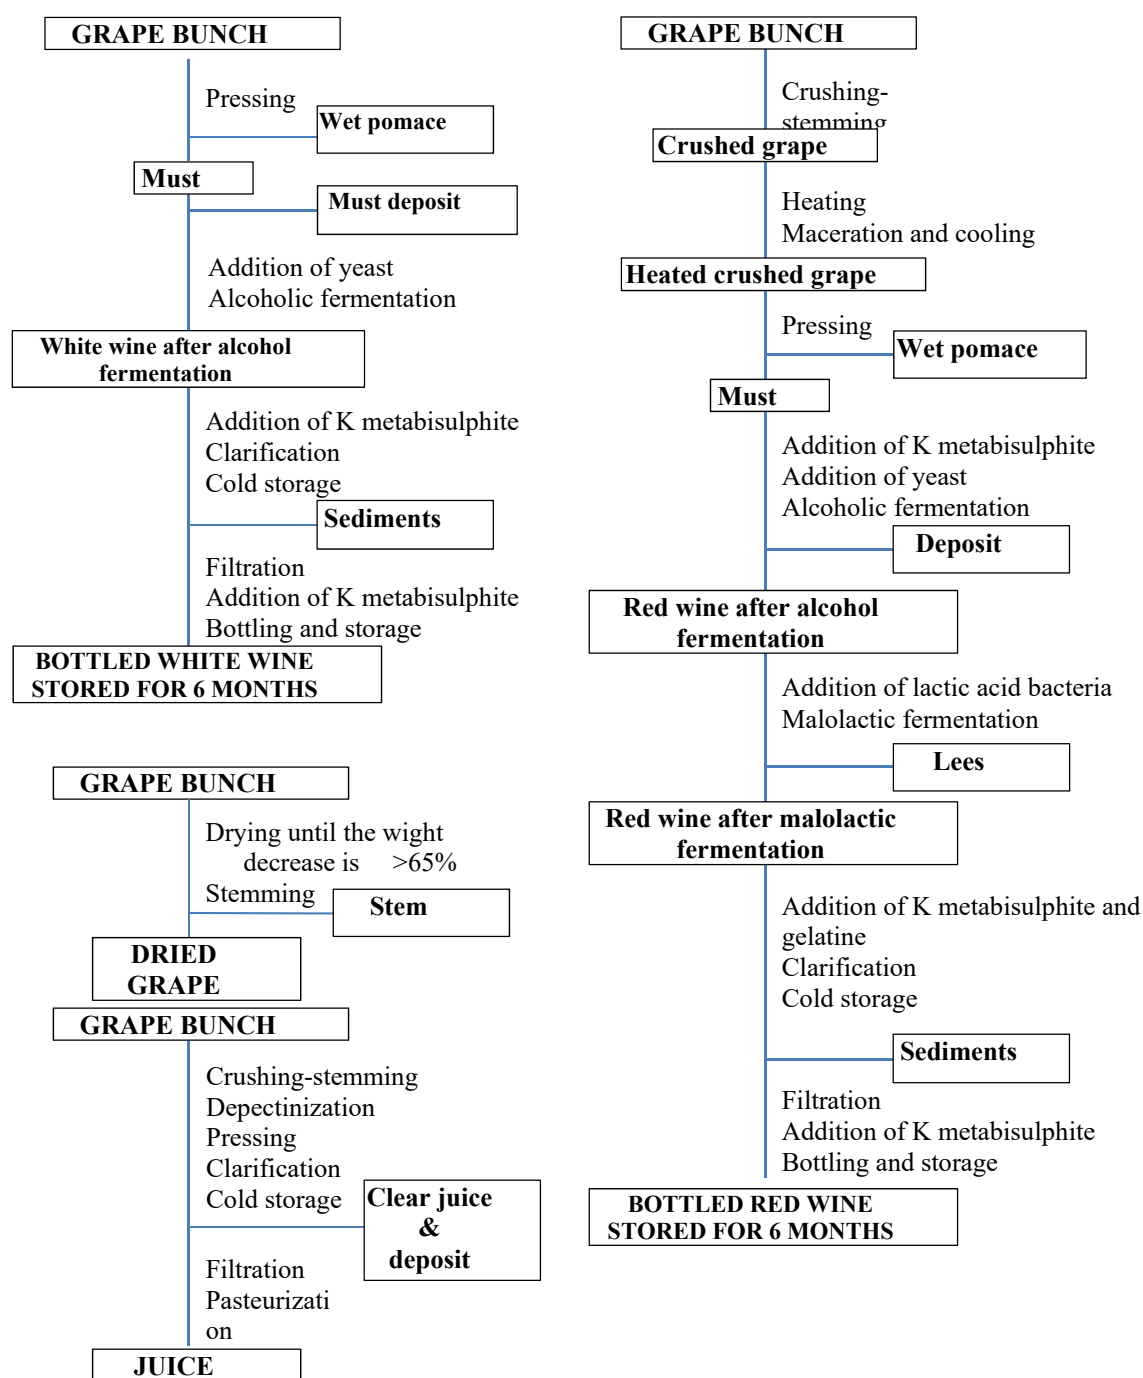 GRAPE BUNCH
Pressing
Wet pomace
Must
Must deposit
Addition of yeast
Alcoholic fermentation
White wine after alcohol
fermentation
Addition of K metabisulphite
Clarification
Cold storage
Sediments
Filtration
Addition of K metabisulphite
Bottling and storage
BOTTLED WHITE WINE
STORED FOR 6 MONTHS
GRAPE BUNCH
Drying until the wight
decrease is >65%
Stemming
Stem
DRIED
GRAPE
GRAPE BUNCH
Crushing-stemming
Depectinization
Pressing
Clarification
Cold storage
Clear juice
&
deposit
Filtration
Pasteurizati
on
JUICE
GRAPE BUNCH
Crushing-
stemming
Crushed grape
Heating
Maceration and cooling
Heated crushed grape
Pressing
Wet pomace
Must
Addition of K metabisulphite
Addition of yeast
Alcoholic fermentation
Deposit
Red wine after alcohol
fermentation
Addition of lactic acid bacteria
Malolactic fermentation
Lees
Red wine after malolactic
fermentation
Addition of K metabisulphite and
gelatine
Clarification
Cold storage
Sediments
Filtration
Addition of K metabisulphite
Bottling and storage
BOTTLED RED WINE
STORED FOR 6 MONTHS